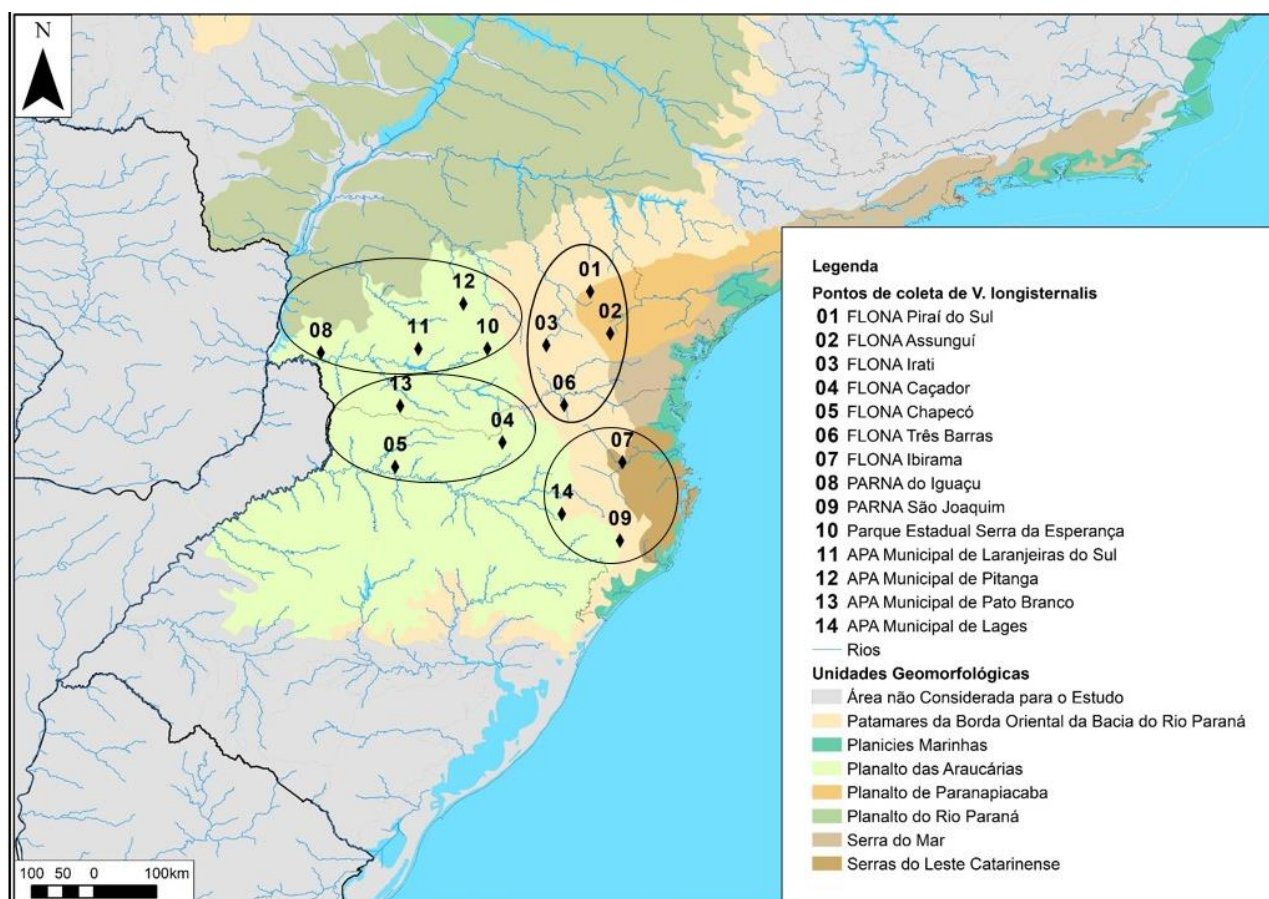 N
12
01
02
03
08
11
10
13
06
04
05
07
14
09
100 50 0 100km
Legenda
Pontos de coleta de V. longisternalis
01 FLONA Piraí do Sul
02 FLONA Assunguí
03 FLONA Irati
04 FLONA Caçador
05 FLONA Chapecó
06 FLONA Três Barras
07 FLONA Ibirama
08 PARNA do Iguaçu
09 PARNA São Joaquim
10 Parque Estadual Serra da Esperança
11 APA Municipal de Laranjeiras do Sul
12 APA Municipal de Pitanga
13 APA Municipal de Pato Branco
14 APA Municipal de Lages
Rios
Unidades Geomorfológicas
Área não Considerada para o Estudo
Patamares da Borda Oriental da Bacia do Rio Paraná
Planicies Marinhas
Planalto das Araucárias
Planalto de Paranapiacaba
Planalto do Rio Paraná
Serra do Mar
Serras do Leste Catarinense